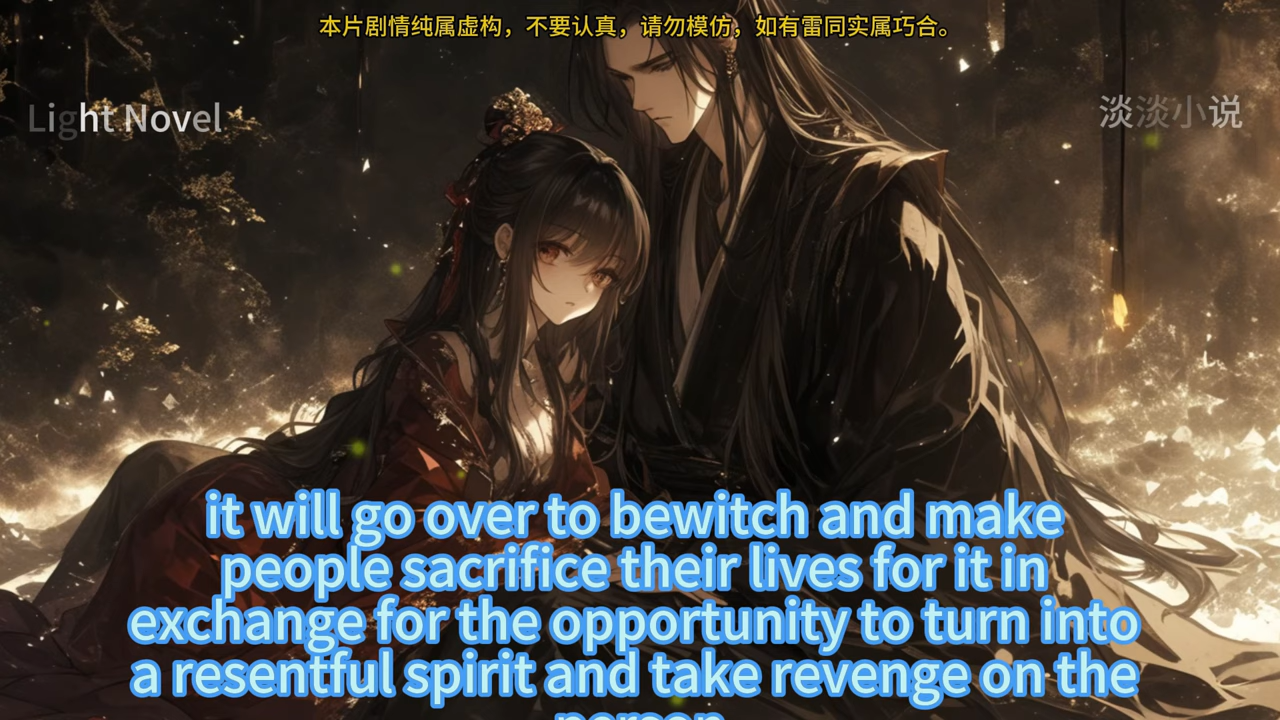 本片剧情纯属虚构，不要认真，请勿模仿，如有雷同实属巧合。
Light Novel
淡淡小说
it will go over to bewitch and make
people sacrifice their lives for it in
exchange for the opportunity to turn into
a resentful spirit and take revenge on the
person